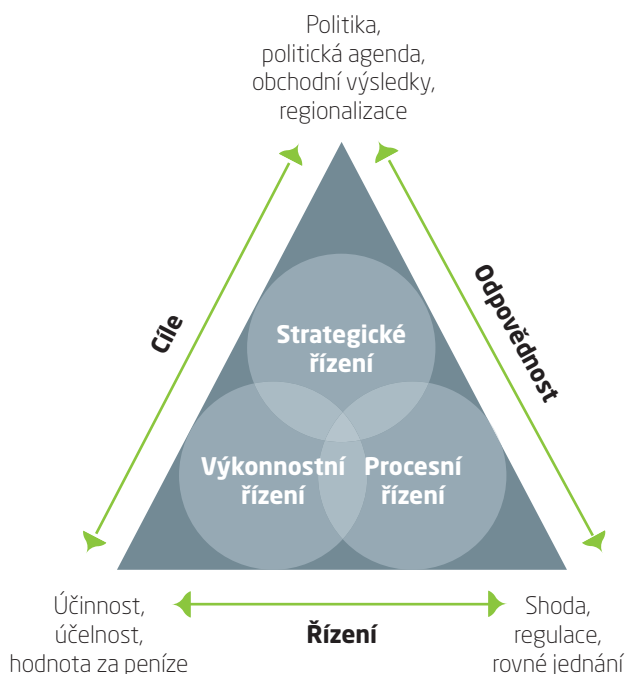 Politika,
politická agenda,
obchodní výsledky,
regionalizace
Cíle
Odpovědnost
Strategické
řízení
Výkonnostní
řízení
Procesní
řízení
Účinnost,
účelnost,
hodnota za peníze
Řízení
Shoda,
regulace,
rovné jednání